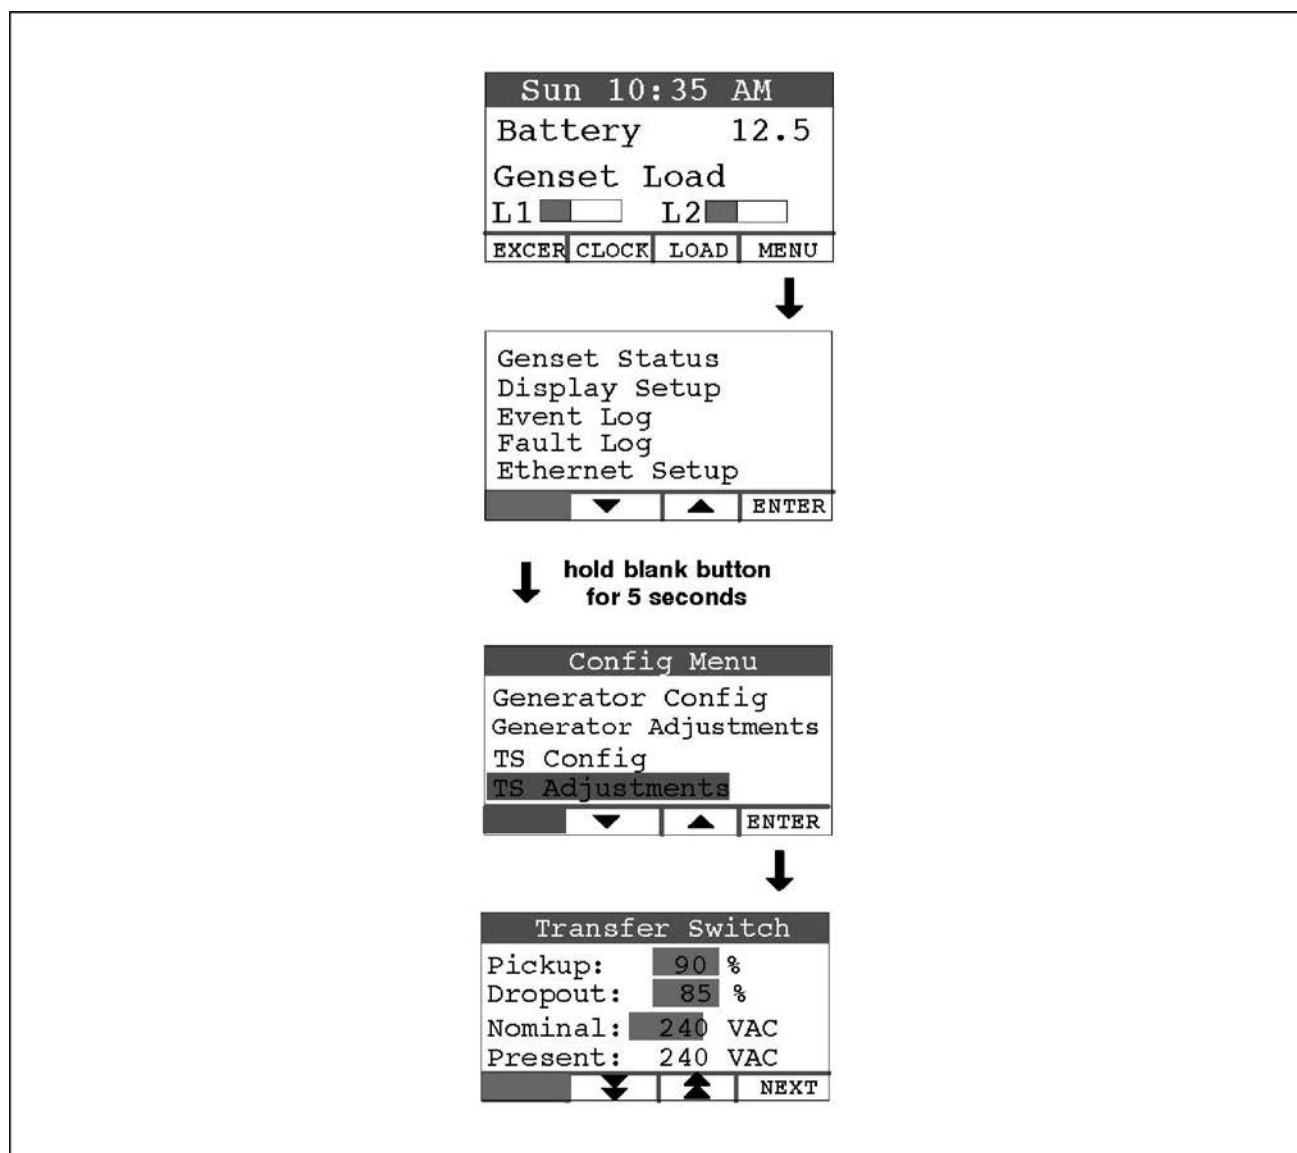 Sun 10:35 AM
Battery 12.5
Genset Load
L1 L2
EXCER CLOCK LOAD MENU
Genset Status
Display Setup
Event Log
Fault Log
Ethernet Setup
ENTER
hold blank button
for 5 seconds
Config Menu
Generator Config
Generator Adjustments
TS Config
TS Adjustments
ENTER
Transfer Switch
Pickup: 90 %
Dropout: 85 %
Nominal: 240 VAC
Present: 240 VAC
NEXT